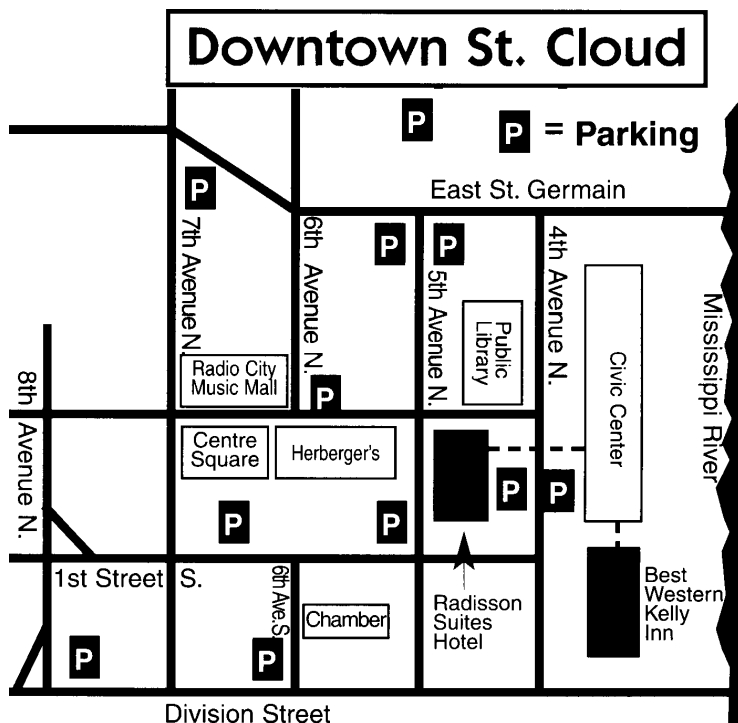 Downtown St. Cloud
P
P = Parking
East St. Germain
P
7th Avenue N.
6th Avenue N.
P
P
5th Avenue N.
4th Avenue N.
Public
Library
Civic Center
Mississippi River
8th Avenue N.
Radio City
Music Mall
P
Centre
Square
Herberger's
P
P
P
P
1st Street S.
6th Ave.S.
Chamber
Radisson
Suites
Hotel
Best
Western
Kelly
Inn
P
P
Division Street